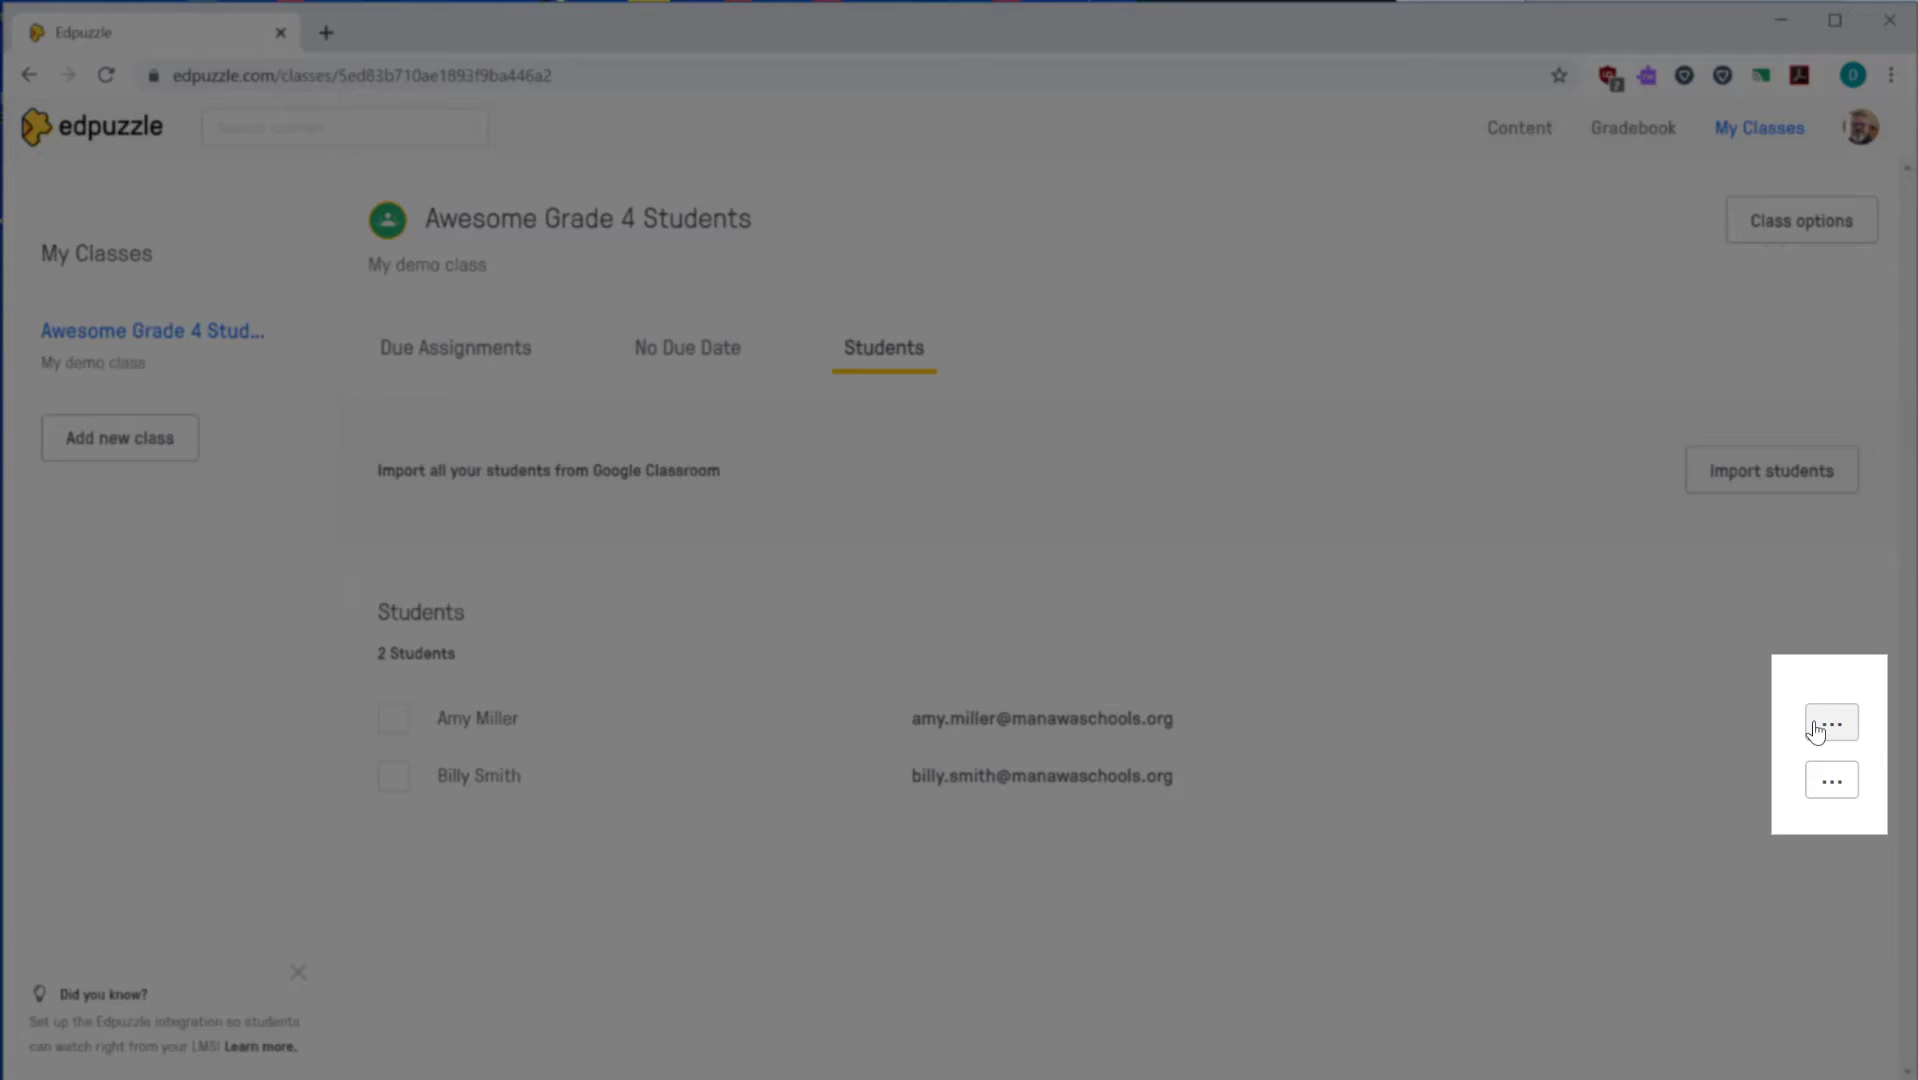 Edpuzzle
edpuzzle.com/classes/5ed83b710ae1893f9ba446a2
2
D
edpuzzle
Content
Gradebook
My Classes
My Classes
Awesome Grade 4 Stud...
My demo class
Add new class
Awesome Grade 4 Students
My demo class
Class options
Due Assignments
No Due Date
Students
Import all your students from Google Classroom
Import students
Students
2 Students
Amy Miller
amy.miller@manawaschools.org
...
Billy Smith
billy.smith@manawaschools.org
...
Did you know?
Set up the Edpuzzle integration so students
can watch right from your LMS! Learn more.